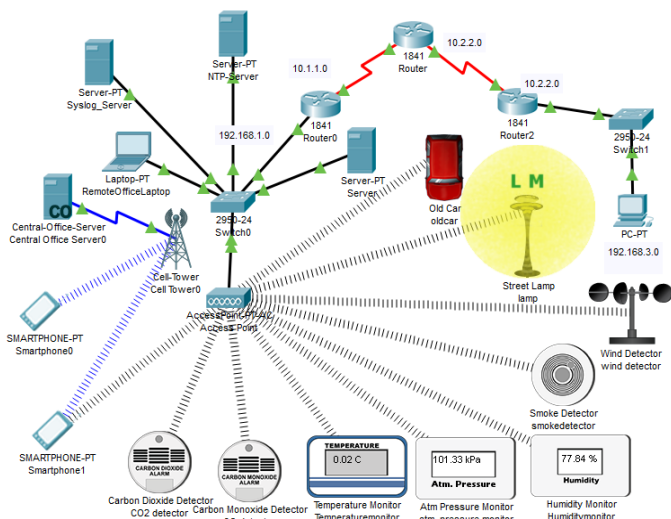 Server-PT
NTP-Server
Server-PT
Syslog_Server
10.1.1.0
1841
Router
10.2.2.0
10.2.2.0
1841
Router0
1841
Router2
2950-24
Switch1
192.168.1.0
Laptop-PT
RemoteOfficeLaptop
Server-PT
Server
Old Car
oldcar
L M
Street Lamp
lamp
PC-PT
192.168.3.0
CO
Central-Office-Server
Central Office Server0
2950-24
Switch0
Cell-Tower
Cell Tower0
AccessPoint-PT-AC
Access Point
SMARTPHONE-PT
Smartphone0
Wind Detector
wind detector
Smoke Detector
smokedetector
SMARTPHONE-PT
Smartphone1
CARBON DIOXIDE
ALARM
Carbon Dioxide Detector
CO2 detector
CARBON MONOXIDE
ALARM
Carbon Monoxide Detector
TEMPERATURE
0.02 C
Temperature Monitor
Temperaturemonitor
101.33 kPa
Atm. Pressure
Atm Pressure Monitor
atm. pressure monitor
77.84 %
Humidity
Humidity Monitor
Humiditymonitor